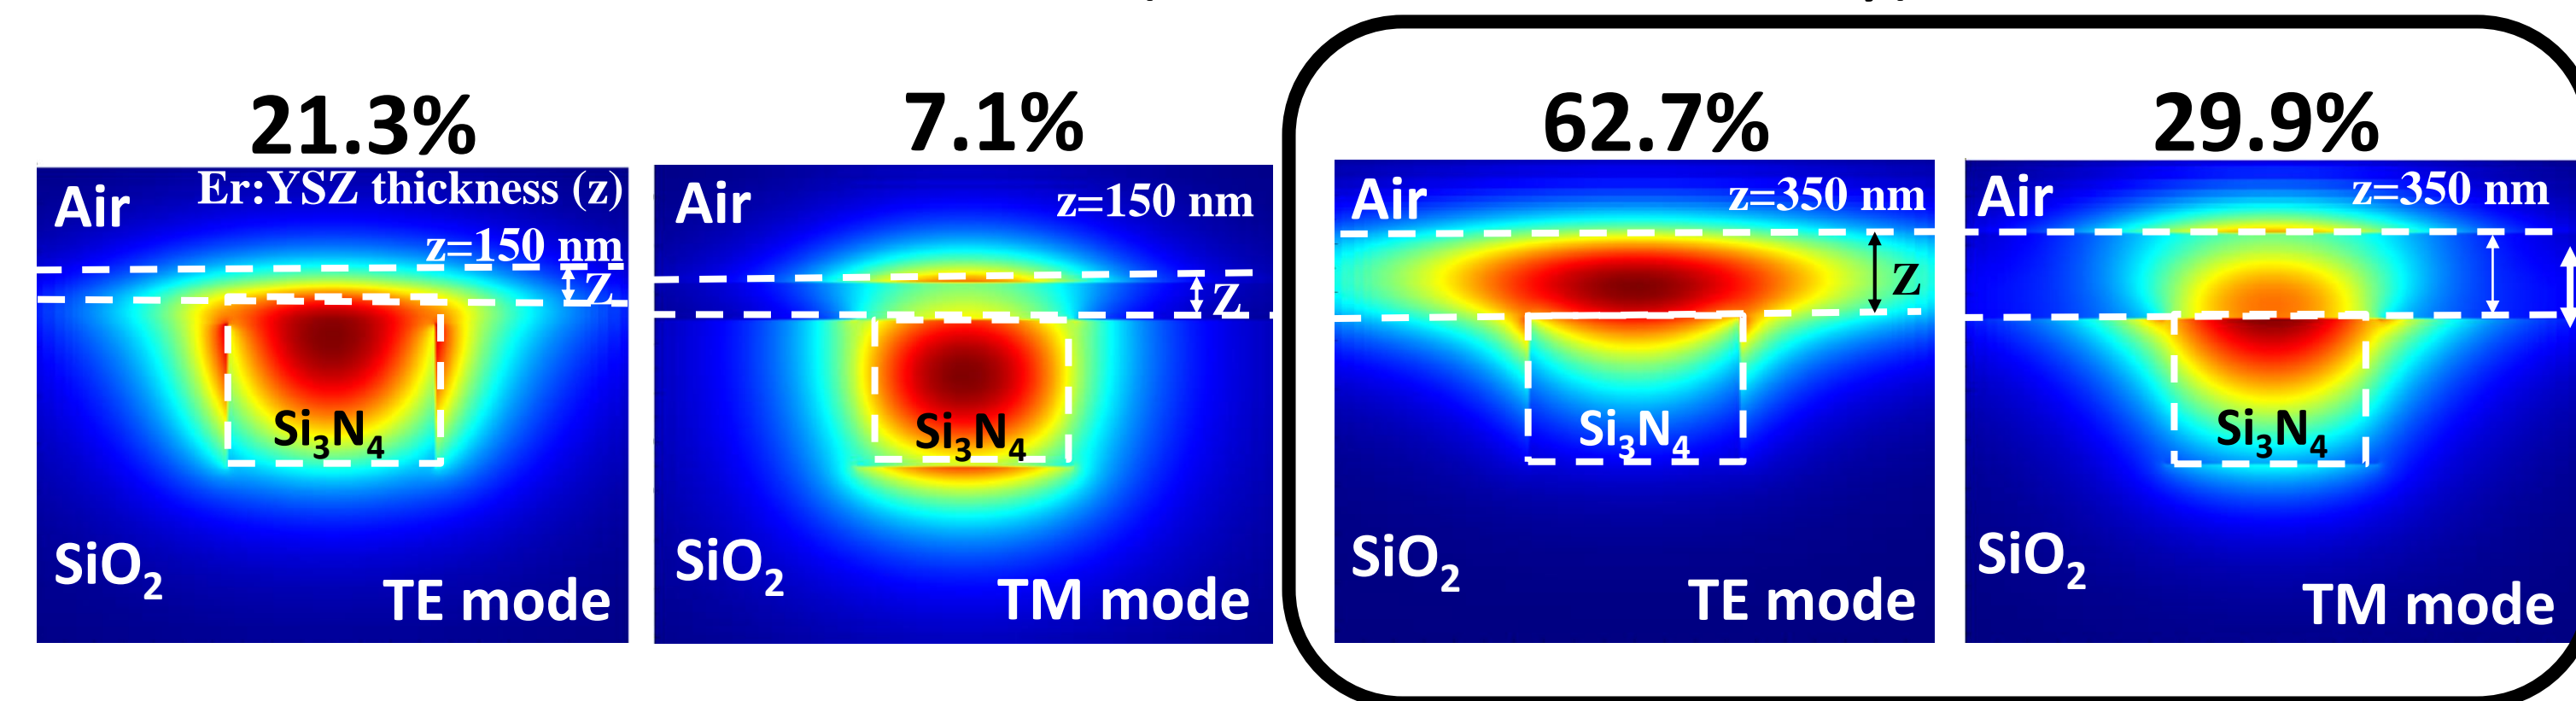 21.3%
Air
Er:YSZ thickness (z)
z=150 nm
Z
Si3N4
SiO2
TE mode
7.1%
Air
z=150 nm
Z
Si3N4
SiO2
TM mode
62.7%
Air
z=350 nm
Z
Si3N4
SiO2
TE mode
29.9%
Air
z=350 nm
Si3N4
SiO2
TM mode